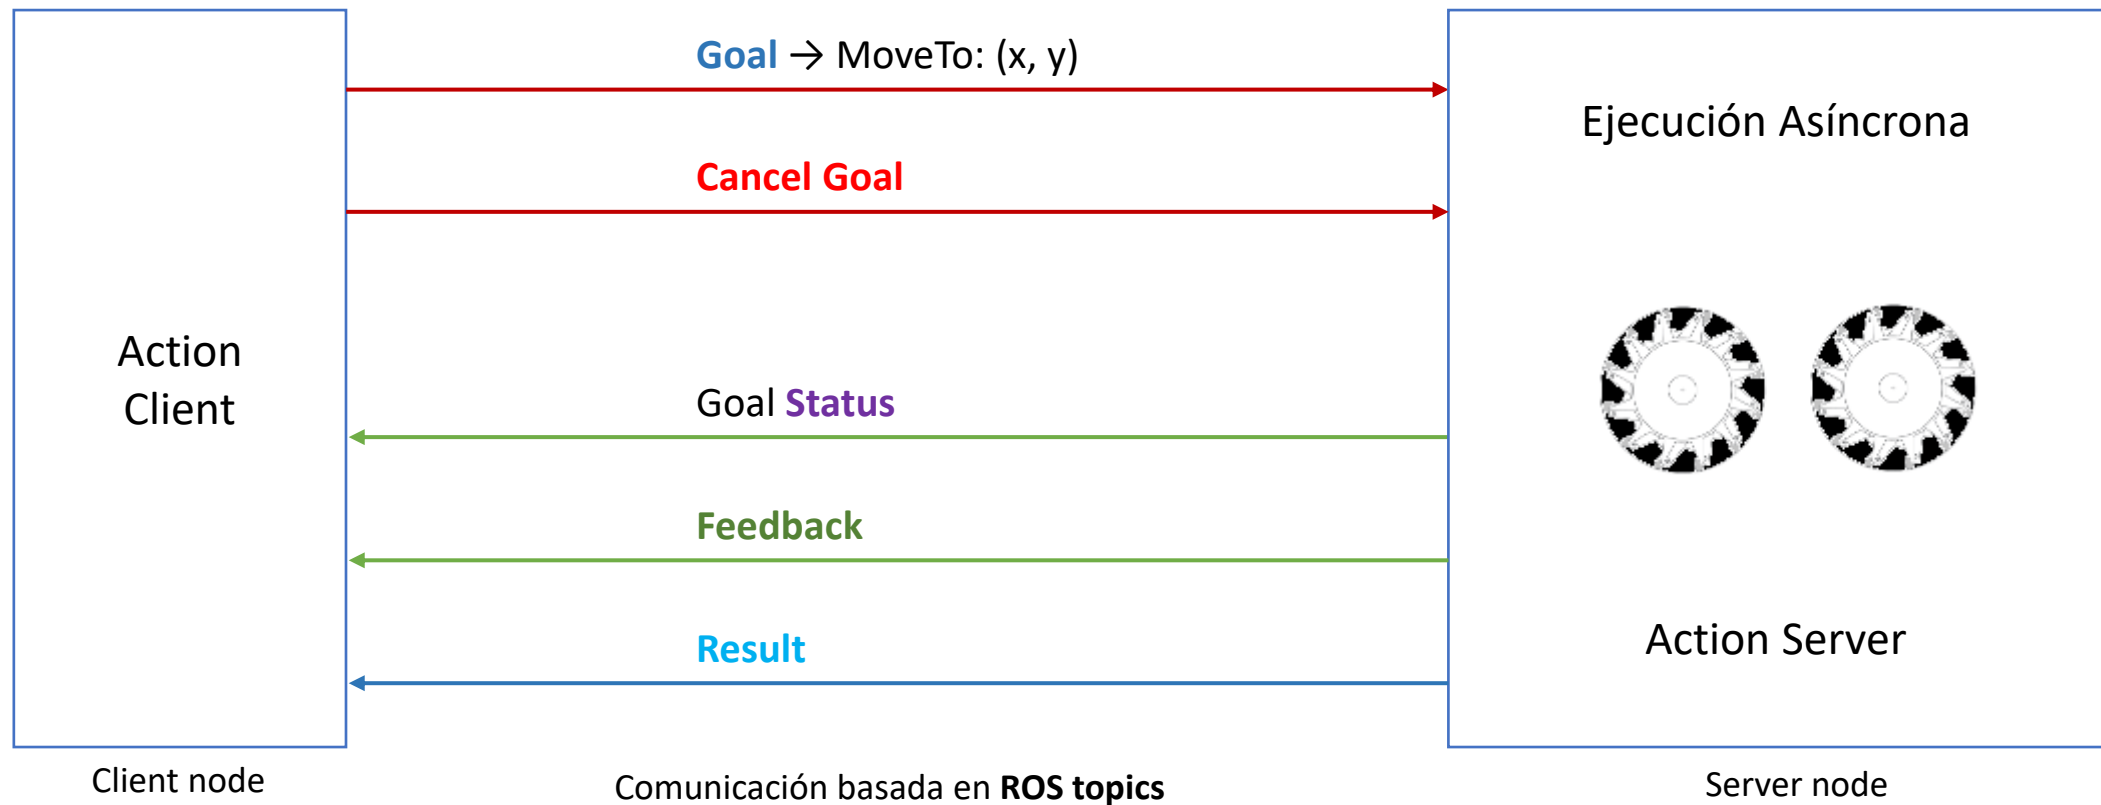 Goal → MoveTo: (x, y)
Ejecución Asíncrona
Cancel Goal
Action
Client
Goal Status
Feedback
Action Server
Result
Client node
Comunicación basada en ROS topics
Server node